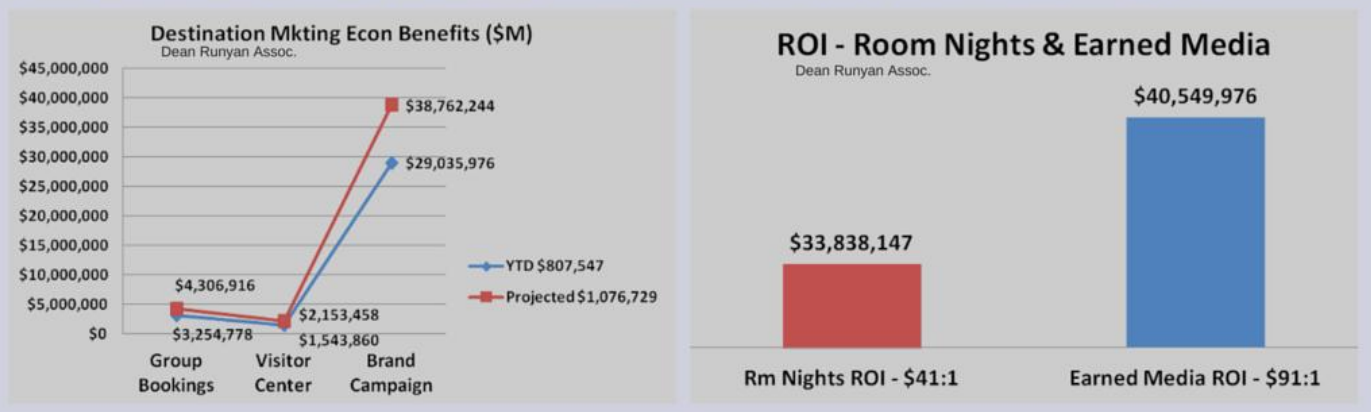 Destination Mkting Econ Benefits ($M)
Dean Runyan Assoc.
$45,000,000
$40,000,000
$35,000,000
$30,000,000
$25,000,000
$20,000,000
$15,000,000
$10,000,000
$5,000,000
$0
$38,762,244
$29,035,976
$4,306,916
$3,254,778
$2,153,458
$1,543,860
Group
Bookings
Visitor
Center
Brand
Campaign
YTD $807,547
Projected $1,076,729
ROI - Room Nights & Earned Media
Dean Runyan Assoc.
$40,549,976
$33,838,147
Rm Nights ROI - $41:1
Earned Media ROI - $91:1